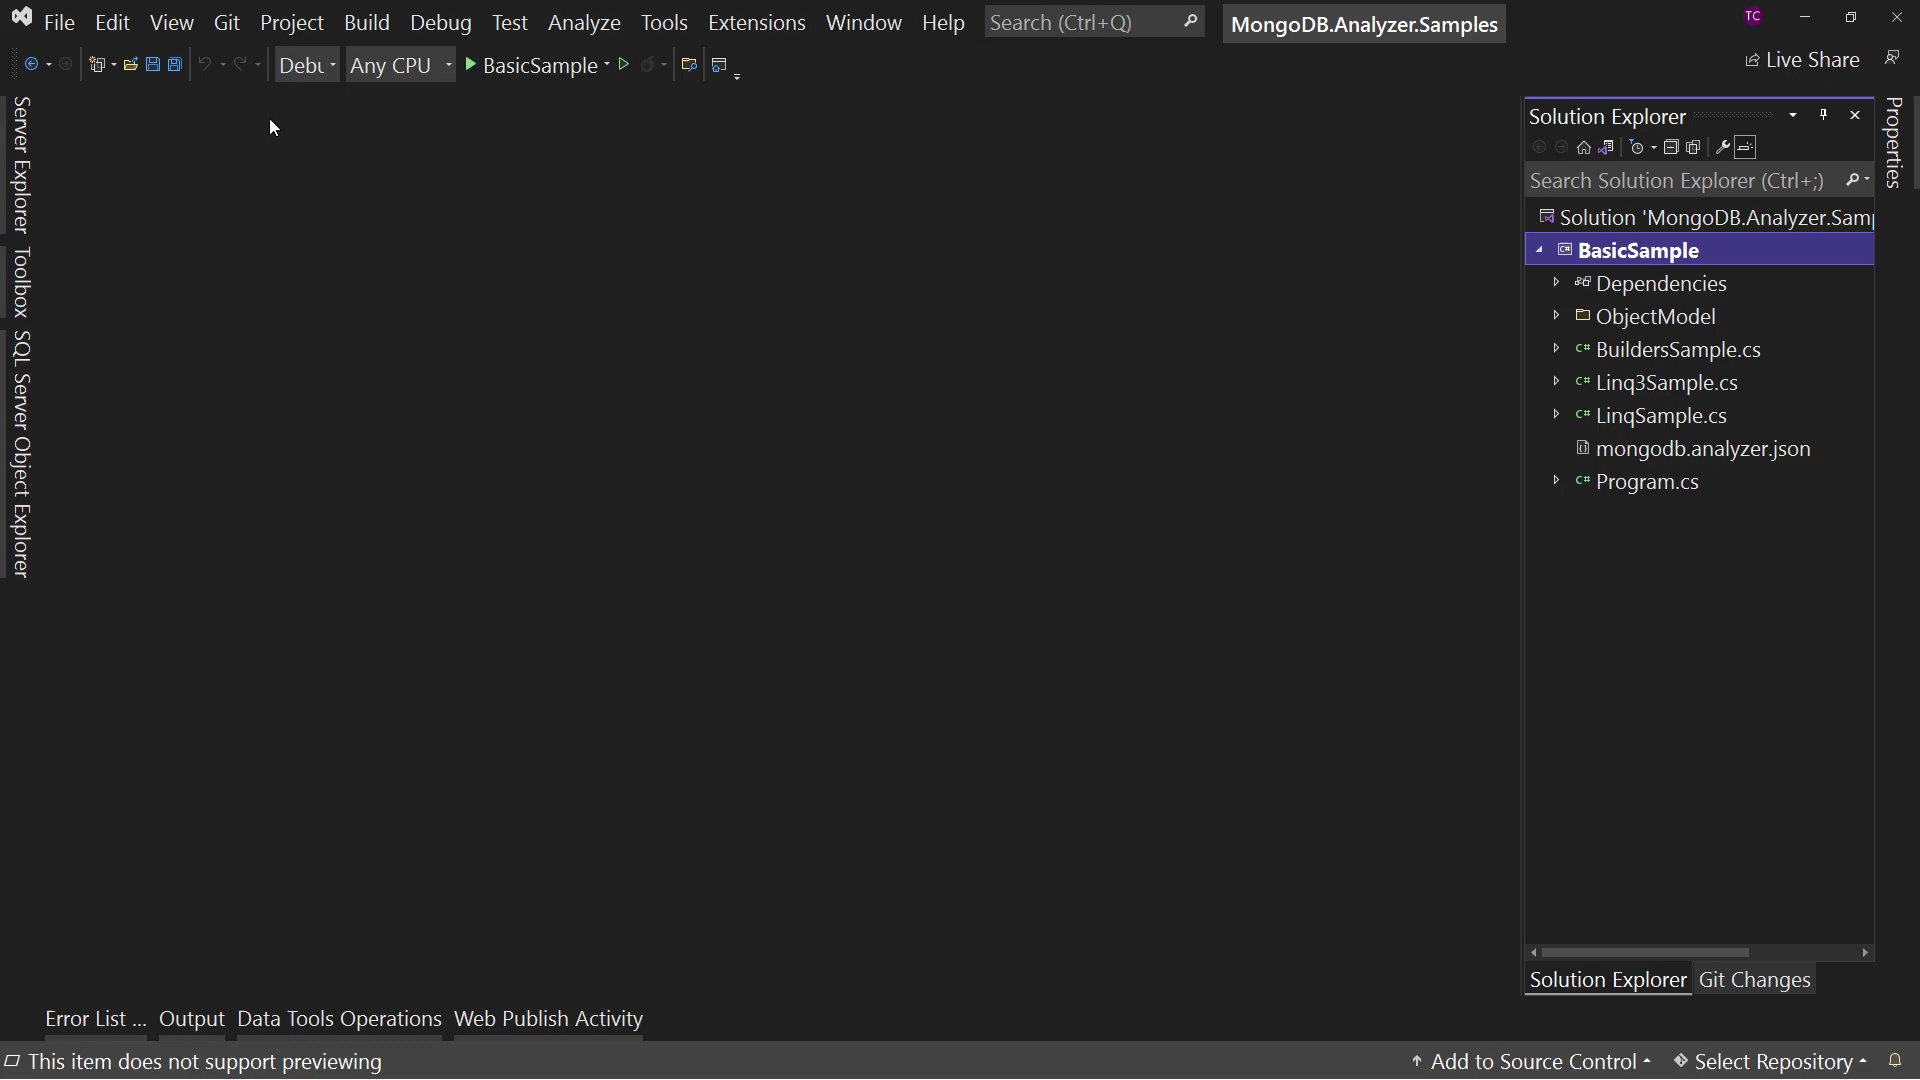 File Edit View Git Project Build Debug Test Analyze Tools Extensions Window Help Search (Ctrl+Q) MongoDB.Analyzer.Samples TC
Debu Any CPU BasicSample Live Share
Server Explorer
Toolbox
SQL Server Object Explorer
Solution Explorer
Search Solution Explorer (Ctrl+;)
Solution 'MongoDB.Analyzer.Samp
C# BasicSample
Dependencies
ObjectModel
C# BuildersSample.cs
C# Linq3Sample.cs
C# LinqSample.cs
mongodb.analyzer.json
C# Program.cs
Solution Explorer Git Changes
Properties
Error List ... Output Data Tools Operations Web Publish Activity
This item does not support previewing Add to Source Control Select Repository